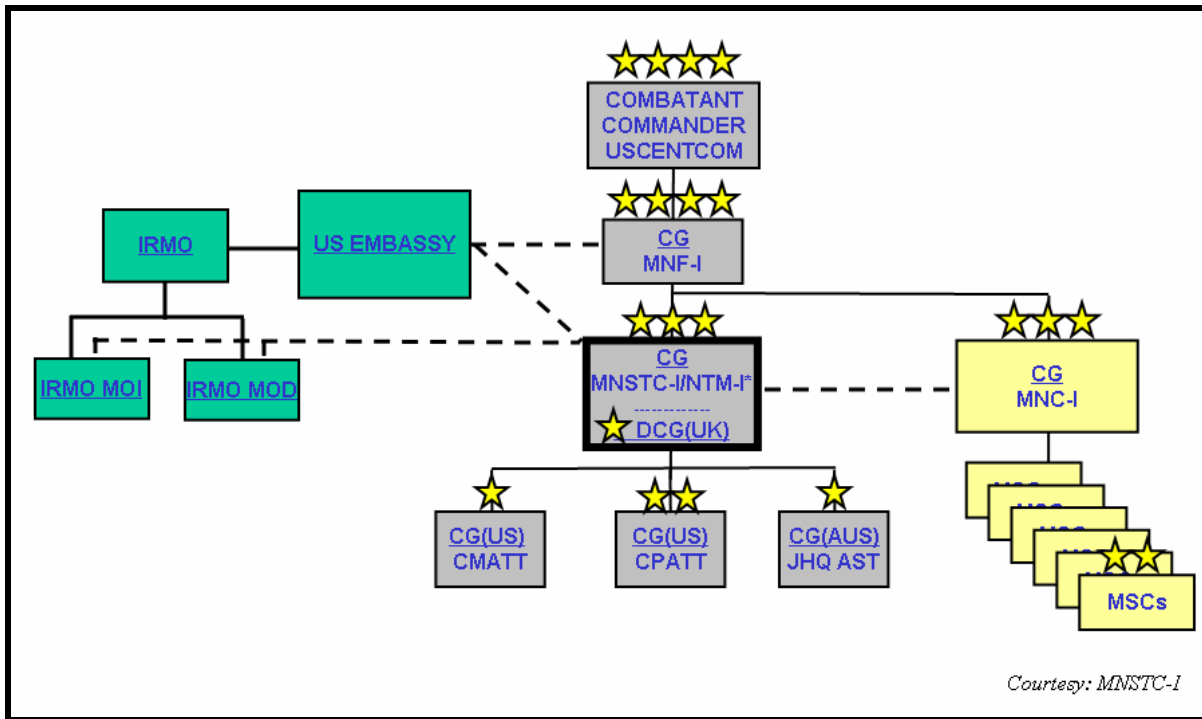 COMBATANT
COMMANDER
USCENTCOM
IRMO
US EMBASSY
CG
MNF-I
IRMO MOI
IRMO MOD
CG
MNSTC-I/NTM-I*
-------------
DCG(UK)
CG
MNC-I
CG(US)
CMATT
CG(US)
CPATT
CG(AUS)
JHQ AST
MSCs
Courtesy: MNSTC-I